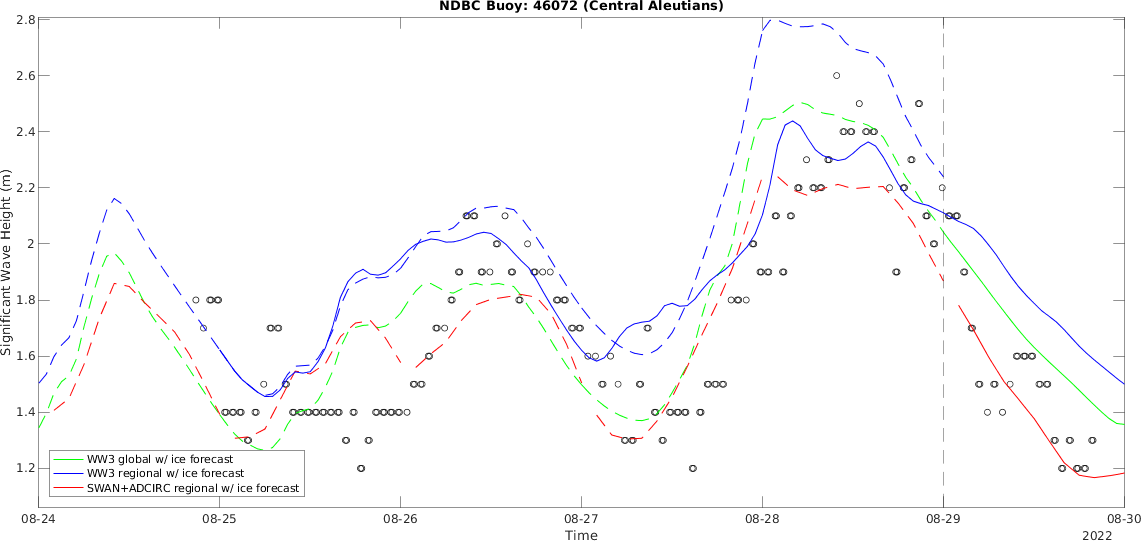 NDBC Buoy: 46072 (Central Aleutians)
2.8
2.6
2.4
2.2
2
1.8
1.6
1.4
1.2
Significant Wave Height (m)
WW3 global w/ ice forecast
WW3 regional w/ ice forecast
SWAN+ADCIRC regional w/ ice forecast
08-24 08-25 08-26 08-27 08-28 08-29 08-30
Time
2022